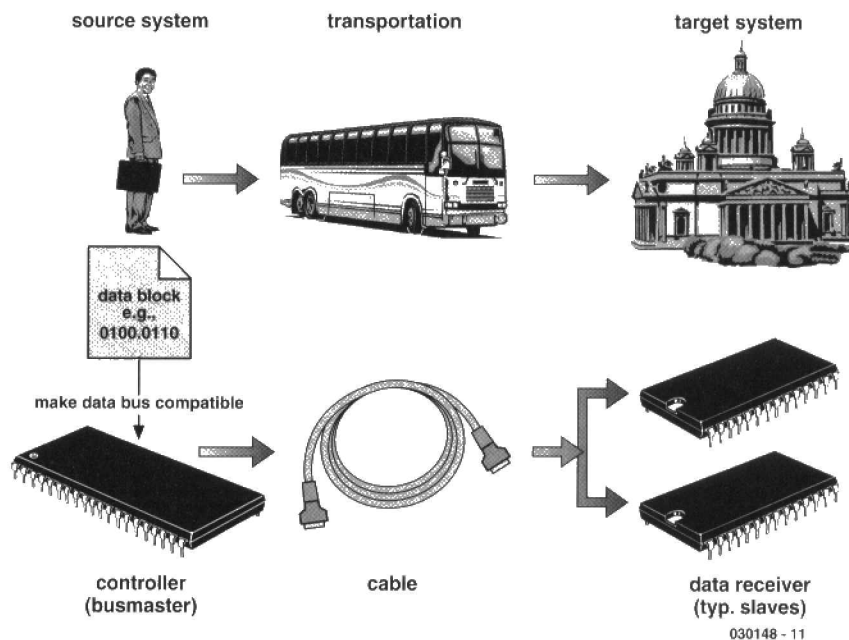 source system
transportation
target system
data block
e.g.,
0100.0110
make data bus compatible
controller
(busmaster)
cable
data receiver
(typ. slaves)
030148 - 11